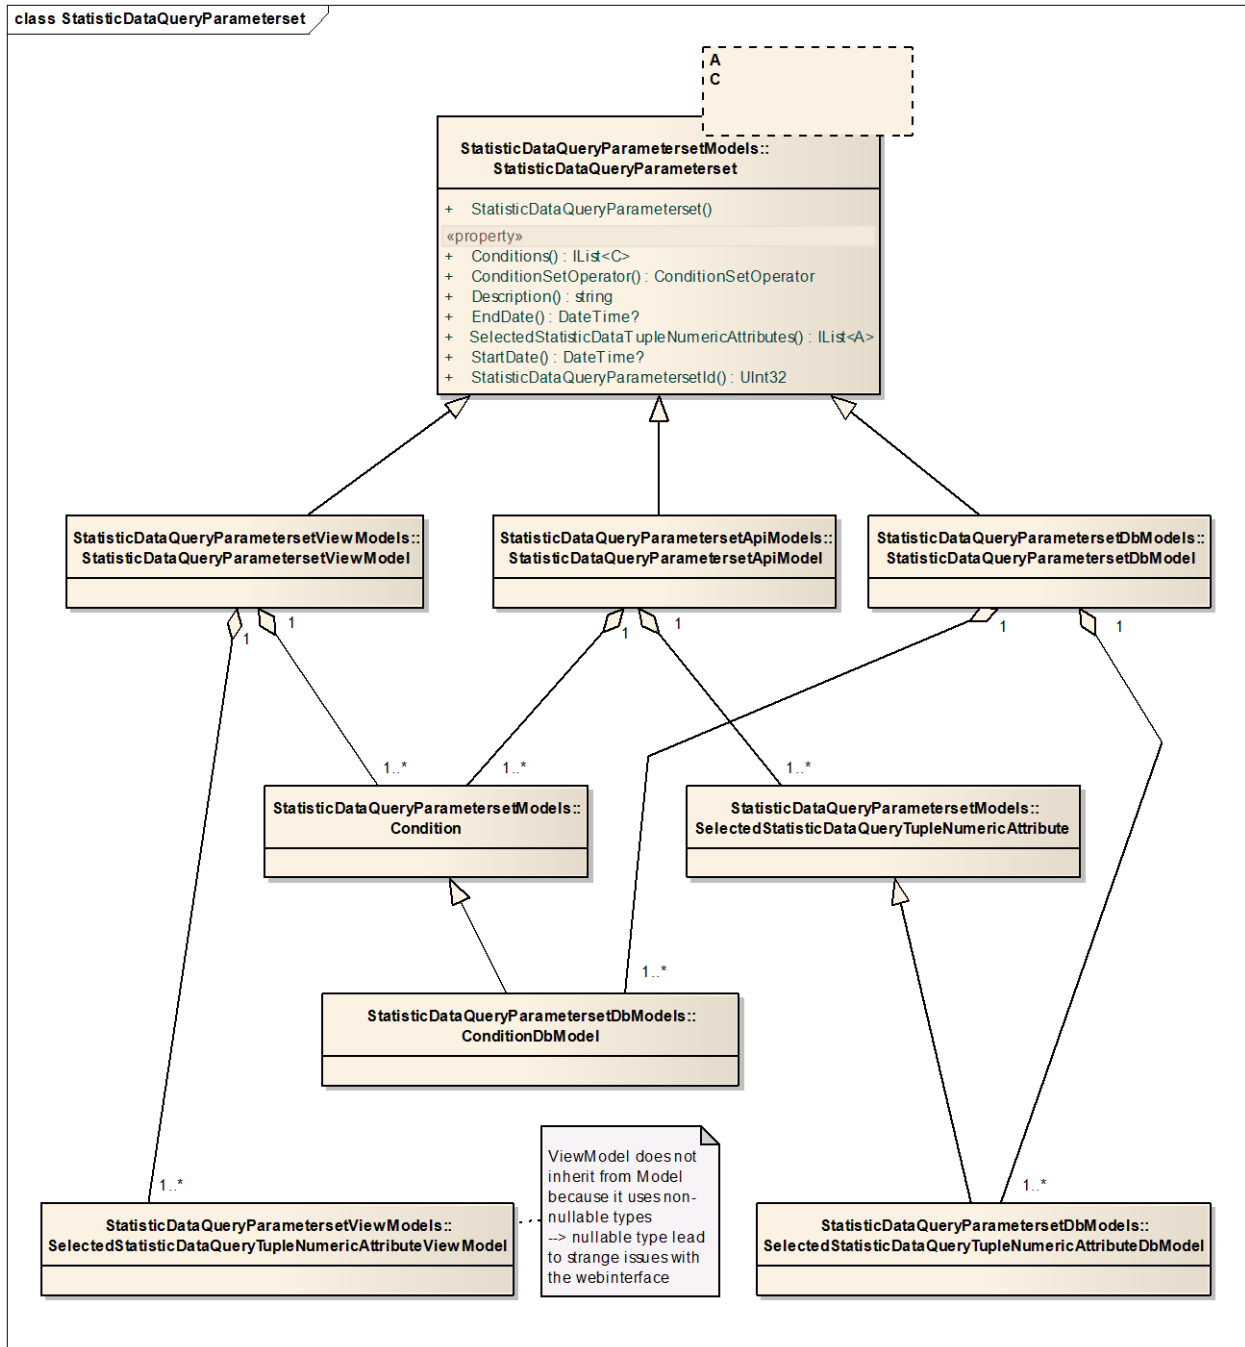 class StatisticDataQueryParameterset
A
C
StatisticDataQueryParametersetModels::
StatisticDataQueryParameterset
+ StatisticDataQueryParameterset()
«property»
+ Conditions() : IList<C>
+ ConditionSetOperator() : ConditionSetOperator
+ Description() : string
+ EndDate() : DateTime?
+ SelectedStatisticDataTupleNumericAttributes() : IList<A>
+ StartDate() : DateTime?
+ StatisticDataQueryParametersetId() : UInt32
StatisticDataQueryParametersetViewModels::
StatisticDataQueryParametersetViewModel
StatisticDataQueryParametersetApiModels::
StatisticDataQueryParametersetApiModel
StatisticDataQueryParametersetDbModels::
StatisticDataQueryParametersetDbModel
1
1
1
1
1
1
1..*
1..*
1..*
StatisticDataQueryParametersetModels::
Condition
StatisticDataQueryParametersetModels::
SelectedStatisticDataQueryTupleNumericAttribute
1..*
StatisticDataQueryParametersetDbModels::
ConditionDbModel
ViewModel does not
inherit from Model
because it uses non-
nullable types
--> nullable type lead
to strange issues with
the webinterface
1..*
1..*
StatisticDataQueryParametersetViewModels::
SelectedStatisticDataQueryTupleNumericAttributeViewModel
StatisticDataQueryParametersetDbModels::
SelectedStatisticDataQueryTupleNumericAttributeDbModel